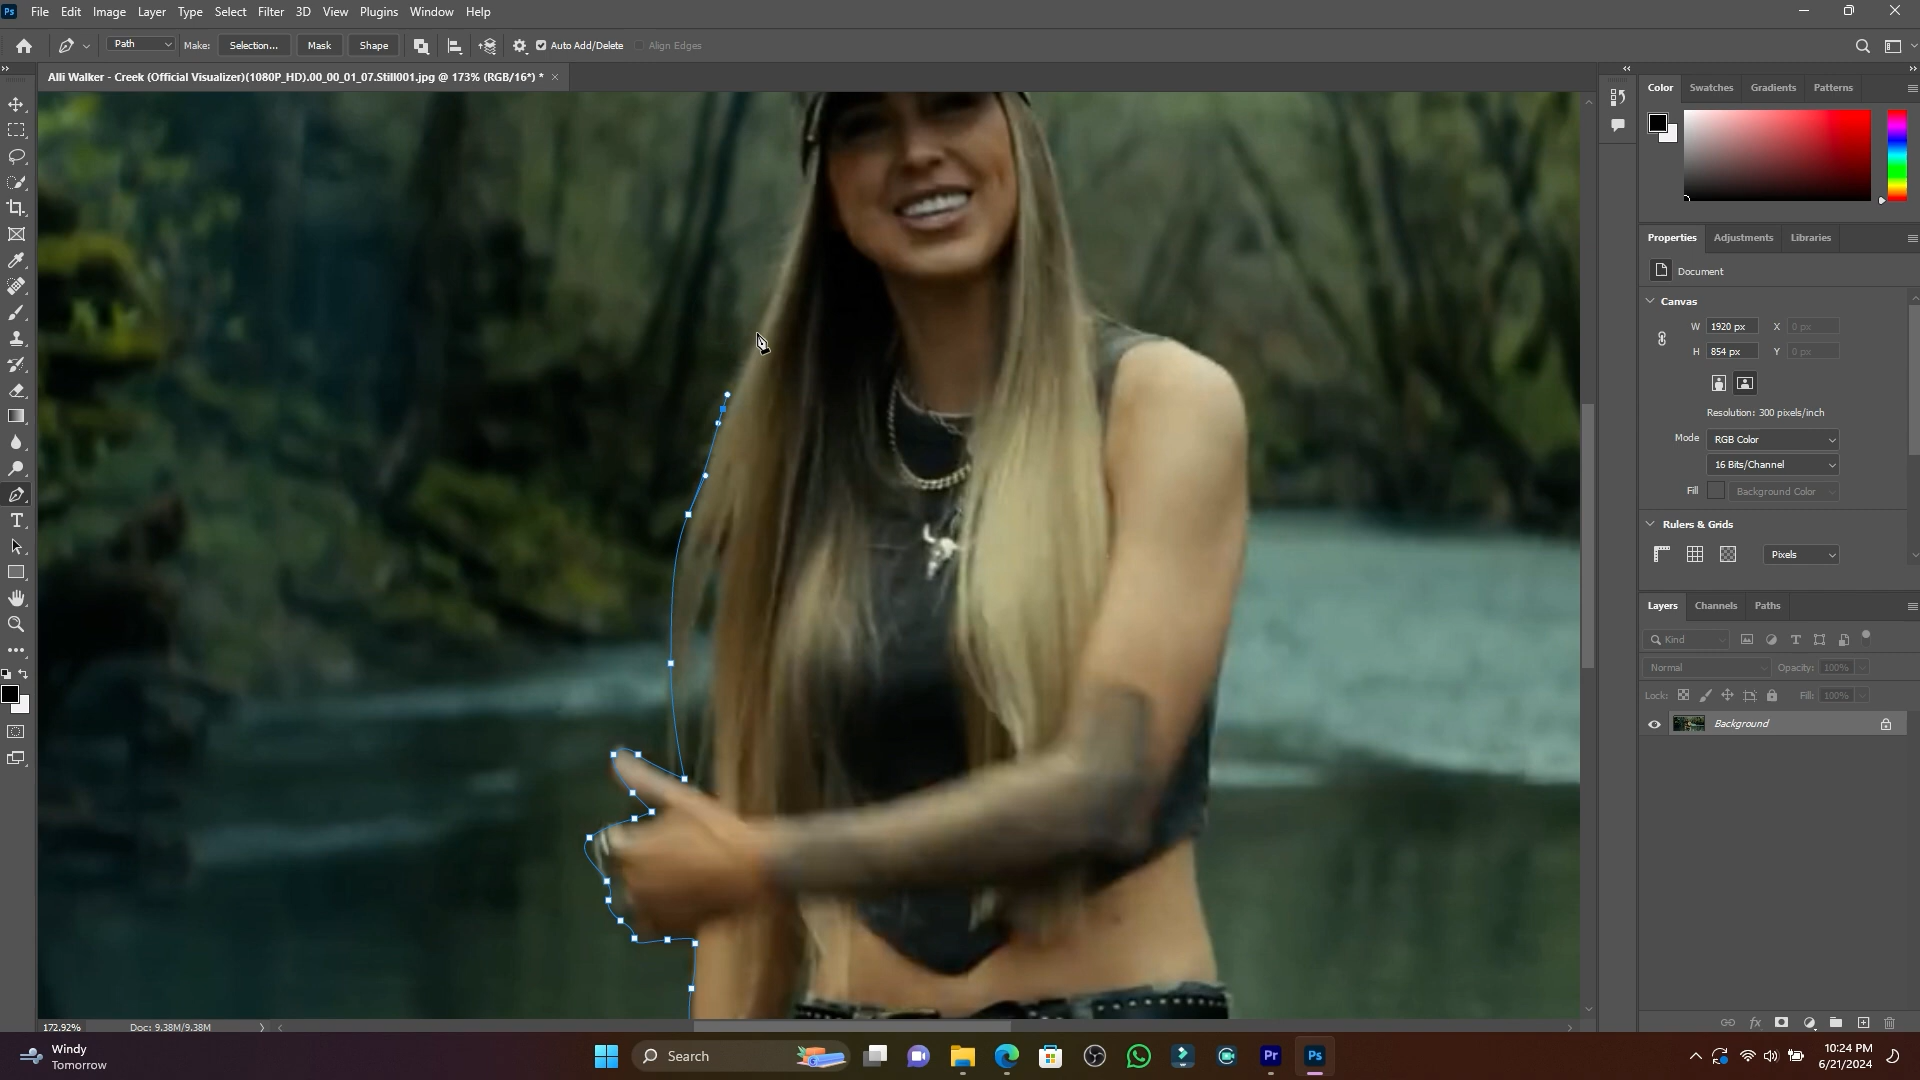 Ps File Edit Image Layer Type Select Filter 3D View Plugins Window Help
Path Make: Selection... Mask Shape Auto Add/Delete Align Edges
Alli Walker - Creek (Official Visualizer)(1080P_HD).00_00_01_07.Still001.jpg @ 173% (RGB/16*) *
Color Swatches Gradients Patterns
Properties Adjustments Libraries
Document
Canvas
W 1920 px X 0 px
H 854 px Y 0 px
Resolution: 300 pixels/inch
Mode RGB Color
16 Bits/Channel
Fill Background Color
Rulers & Grids
Pixels
Layers Channels Paths
Kind
Normal Opacity: 100%
Lock: Fill: 100%
Background
fx
172.92% Doc: 9.38M/9.38M
Windy
Tomorrow
Search
Pr Ps
10:24 PM
6/21/2024